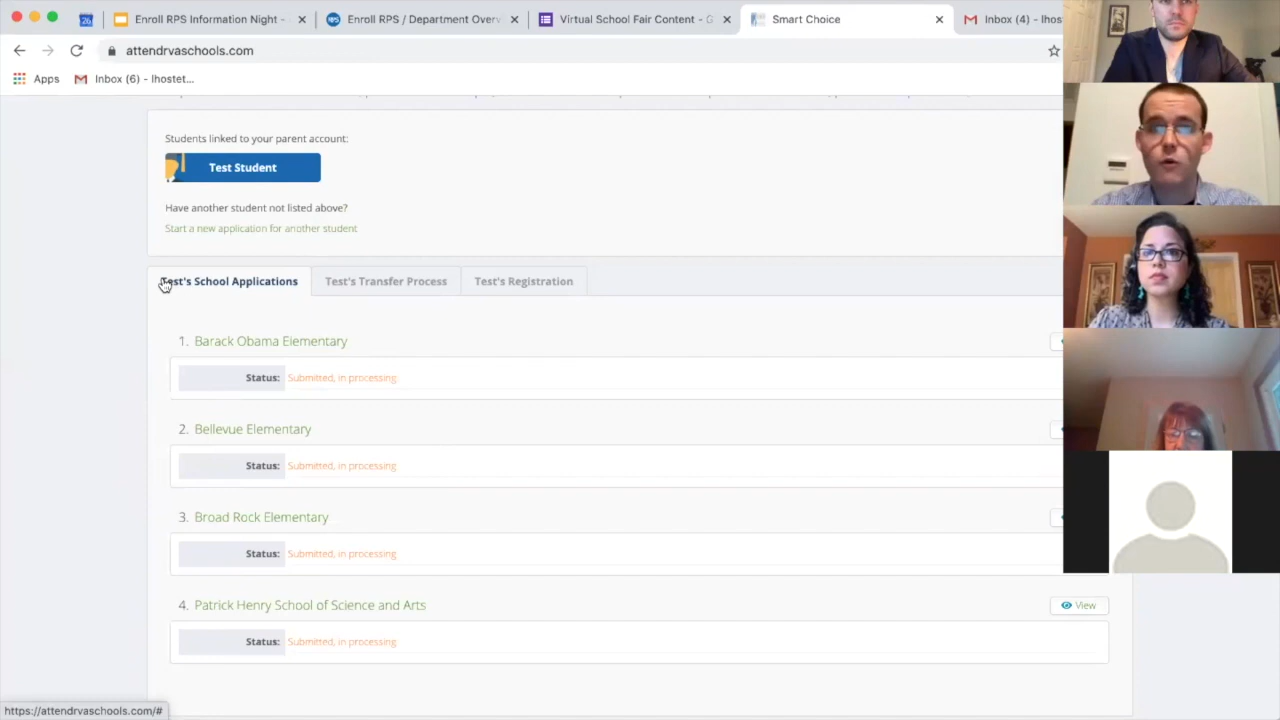 Enroll RPS Information Night -
Enroll RPS / Department Overv
Virtual School Fair Content - G
Smart Choice
Inbox (4) - lhos
26
attendrvaschools.com
Apps
Inbox (6) - lhostet...
Students linked to your parent account:
Test Student
Have another student not listed above?
Start a new application for another student
Test's School Applications
Test's Transfer Process
Test's Registration
1. Barack Obama Elementary
Status: Submitted, in processing
2. Bellevue Elementary
Status: Submitted, in processing
3. Broad Rock Elementary
Status: Submitted, in processing
4. Patrick Henry School of Science and Arts
View
Status: Submitted, in processing
https://attendrvaschools.com/#